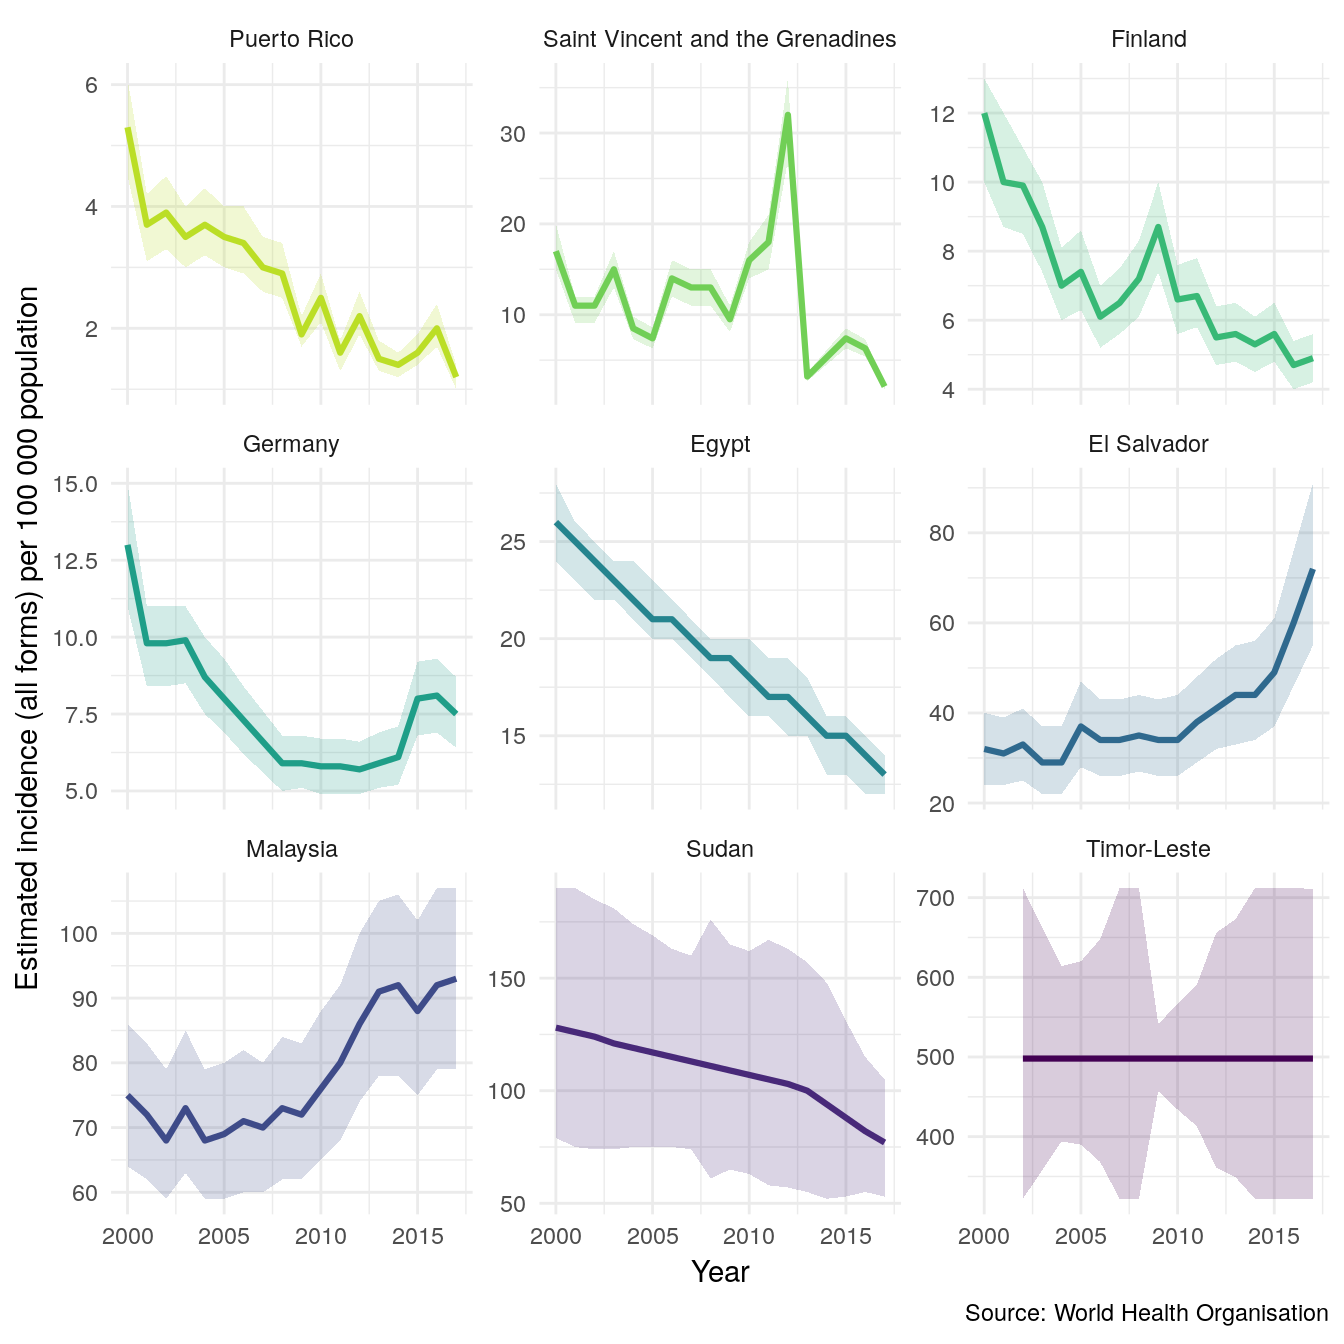 Puerto Rico
Saint Vincent and the Grenadines
Finland
6
4
2
30
20
10
12
10
8
6
4
Estimated incidence (all forms) per 100 000 population
Germany
Egypt
El Salvador
15.0
12.5
10.0
7.5
5.0
25
20
15
80
60
40
20
Malaysia
Sudan
Timor-Leste
100
90
80
70
60
150
100
50
700
600
500
400
2000 2005 2010 2015
2000 2005 2010 2015
2000 2005 2010 2015
Year
Source: World Health Organisation